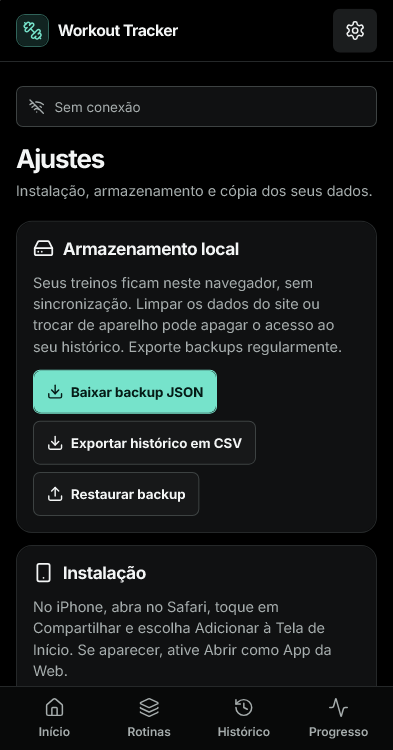 Workout Tracker
Sem conexão
Ajustes
Instalação, armazenamento e cópia dos seus dados.
Armazenamento local
Seus treinos ficam neste navegador, sem
sincronização. Limpar os dados do site ou
trocar de aparelho pode apagar o acesso ao
seu histórico. Exporte backups regularmente.
Baixar backup JSON
Exportar histórico em CSV
Restaurar backup
Instalação
No iPhone, abra no Safari, toque em
Compartilhar e escolha Adicionar à Tela de
Início. Se aparecer, ative Abrir como App da
Web.
Início
Rotinas
Histórico
Progresso